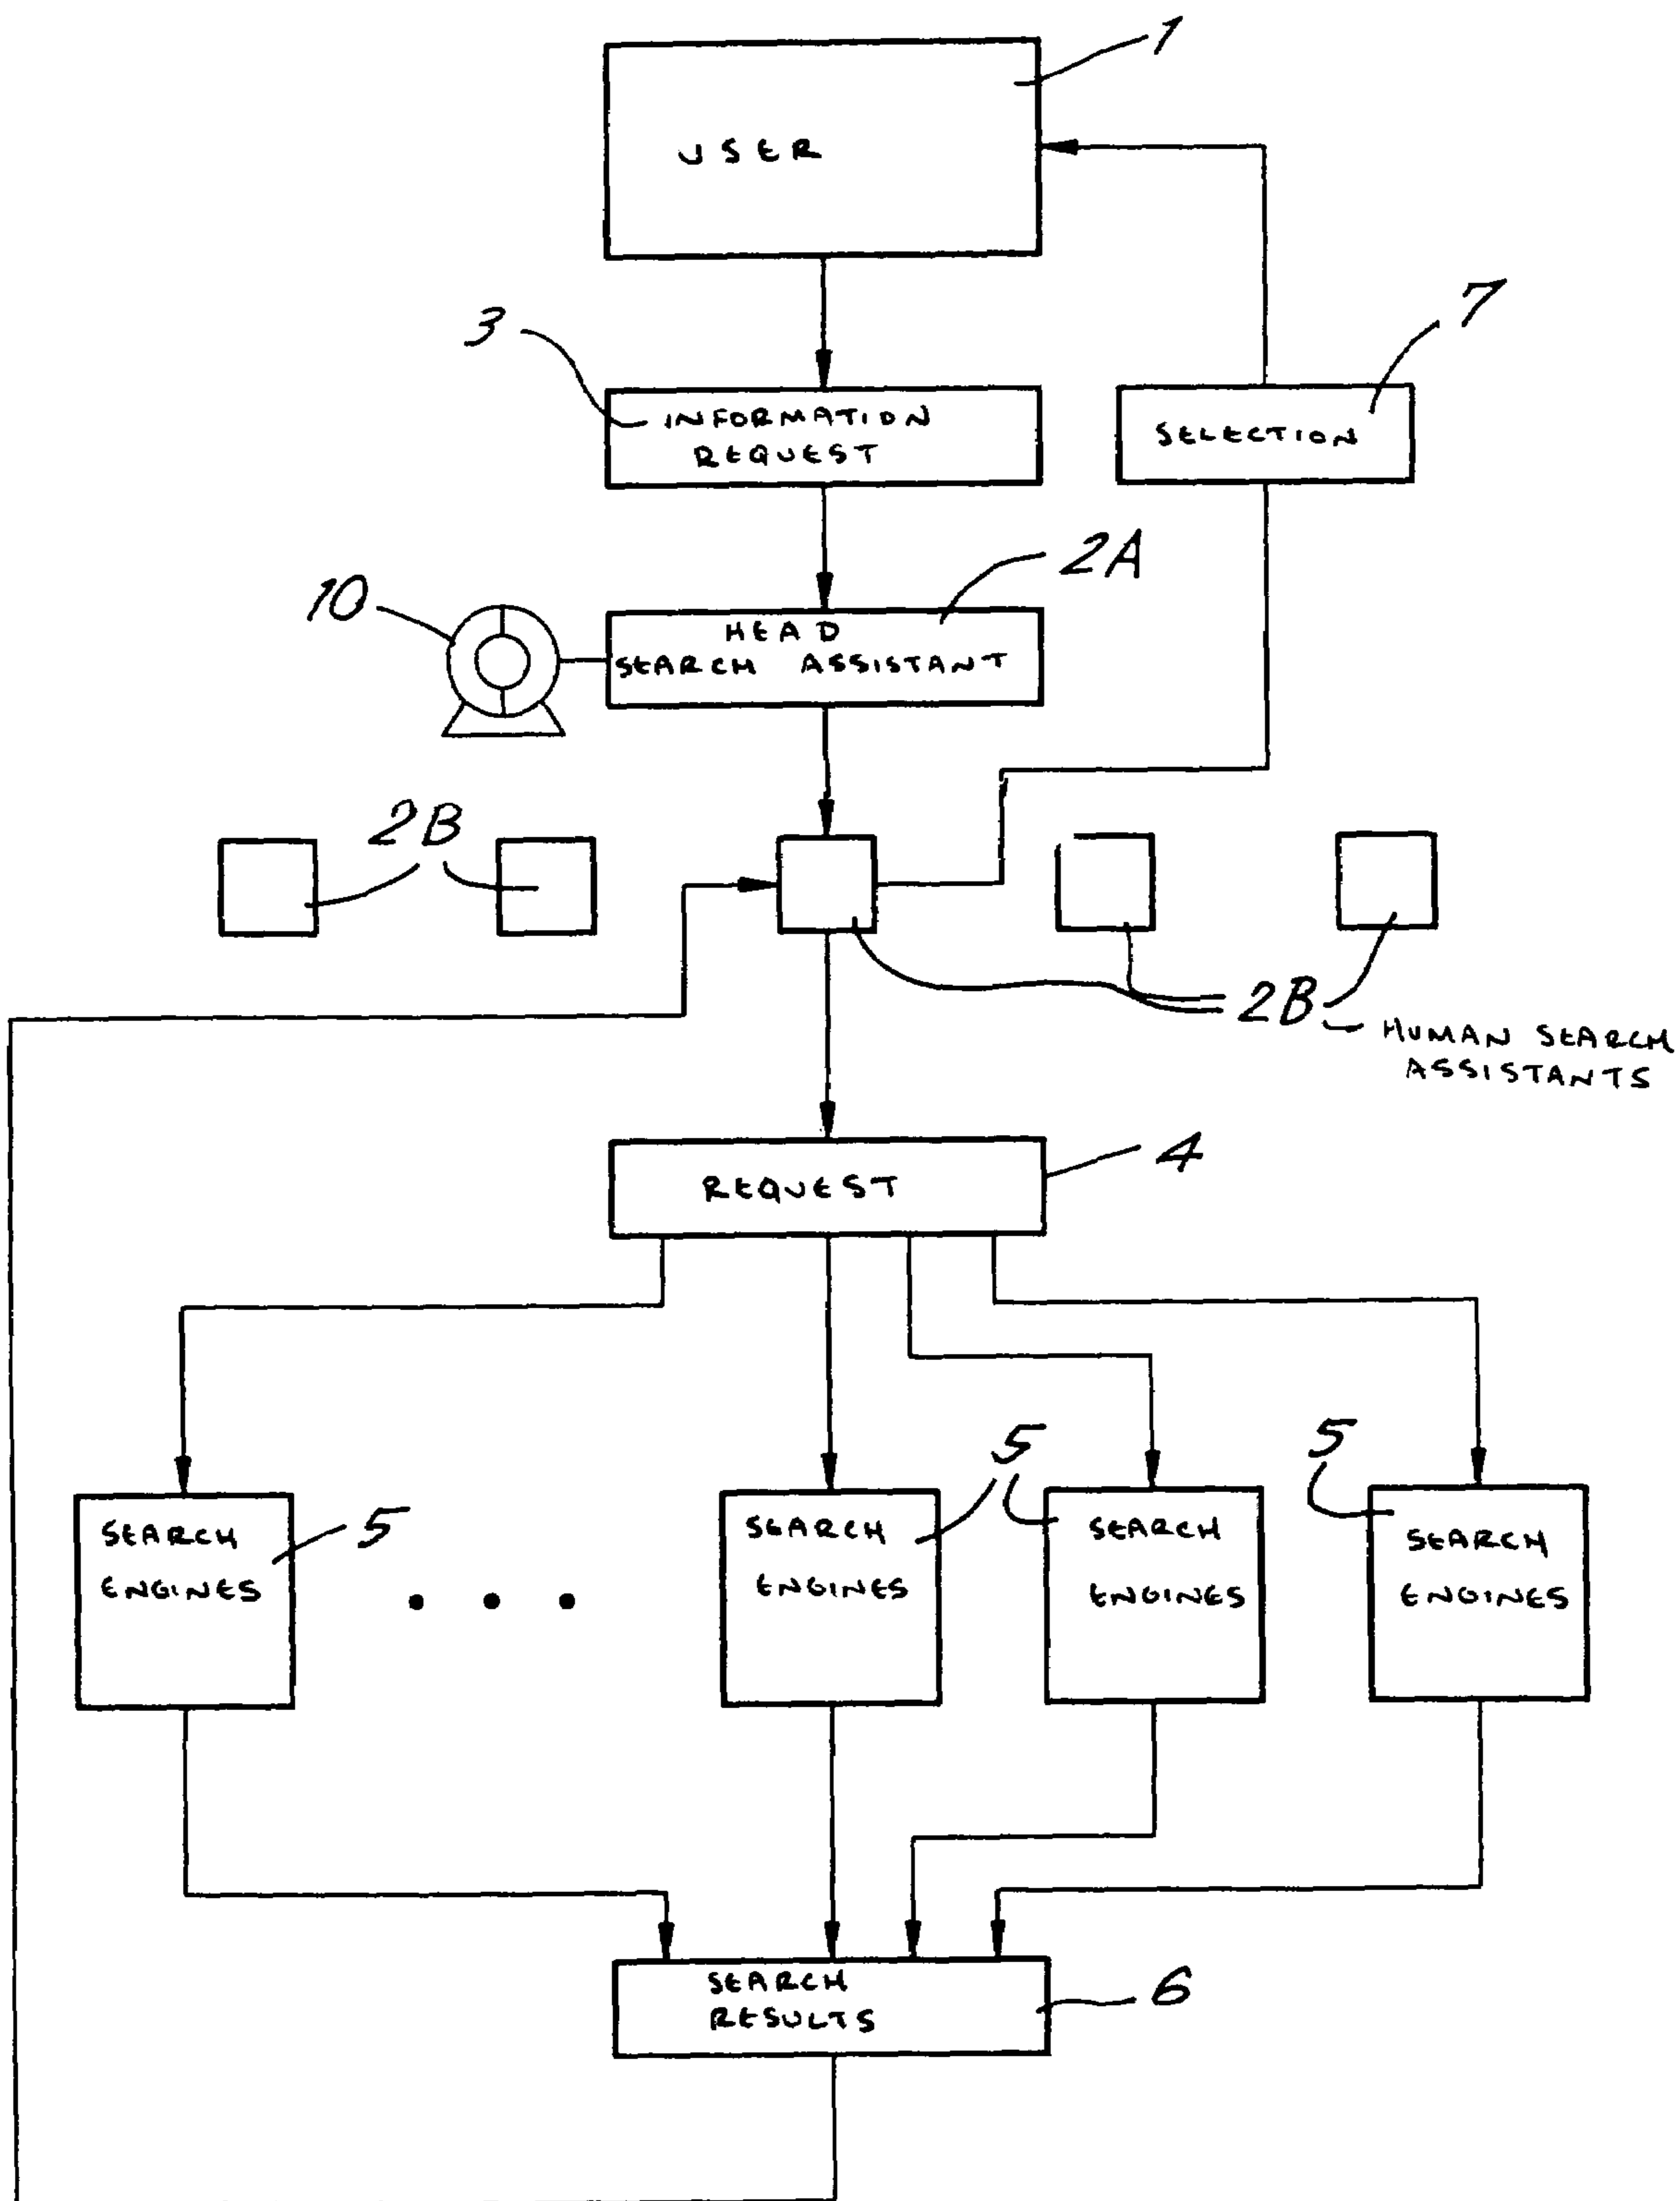 1
USER
3
7
INFORMATION
REQUEST
SELECTION
2A
10
HEAD
SEARCH ASSISTANT
2B
2B
HUMAN SEARCH
ASSISTANTS
4
REQUEST
5
5
5
SEARCH
ENGINES
SEARCH
ENGINES
SEARCH
ENGINES
SEARCH
ENGINES
SEARCH
RESULTS
6